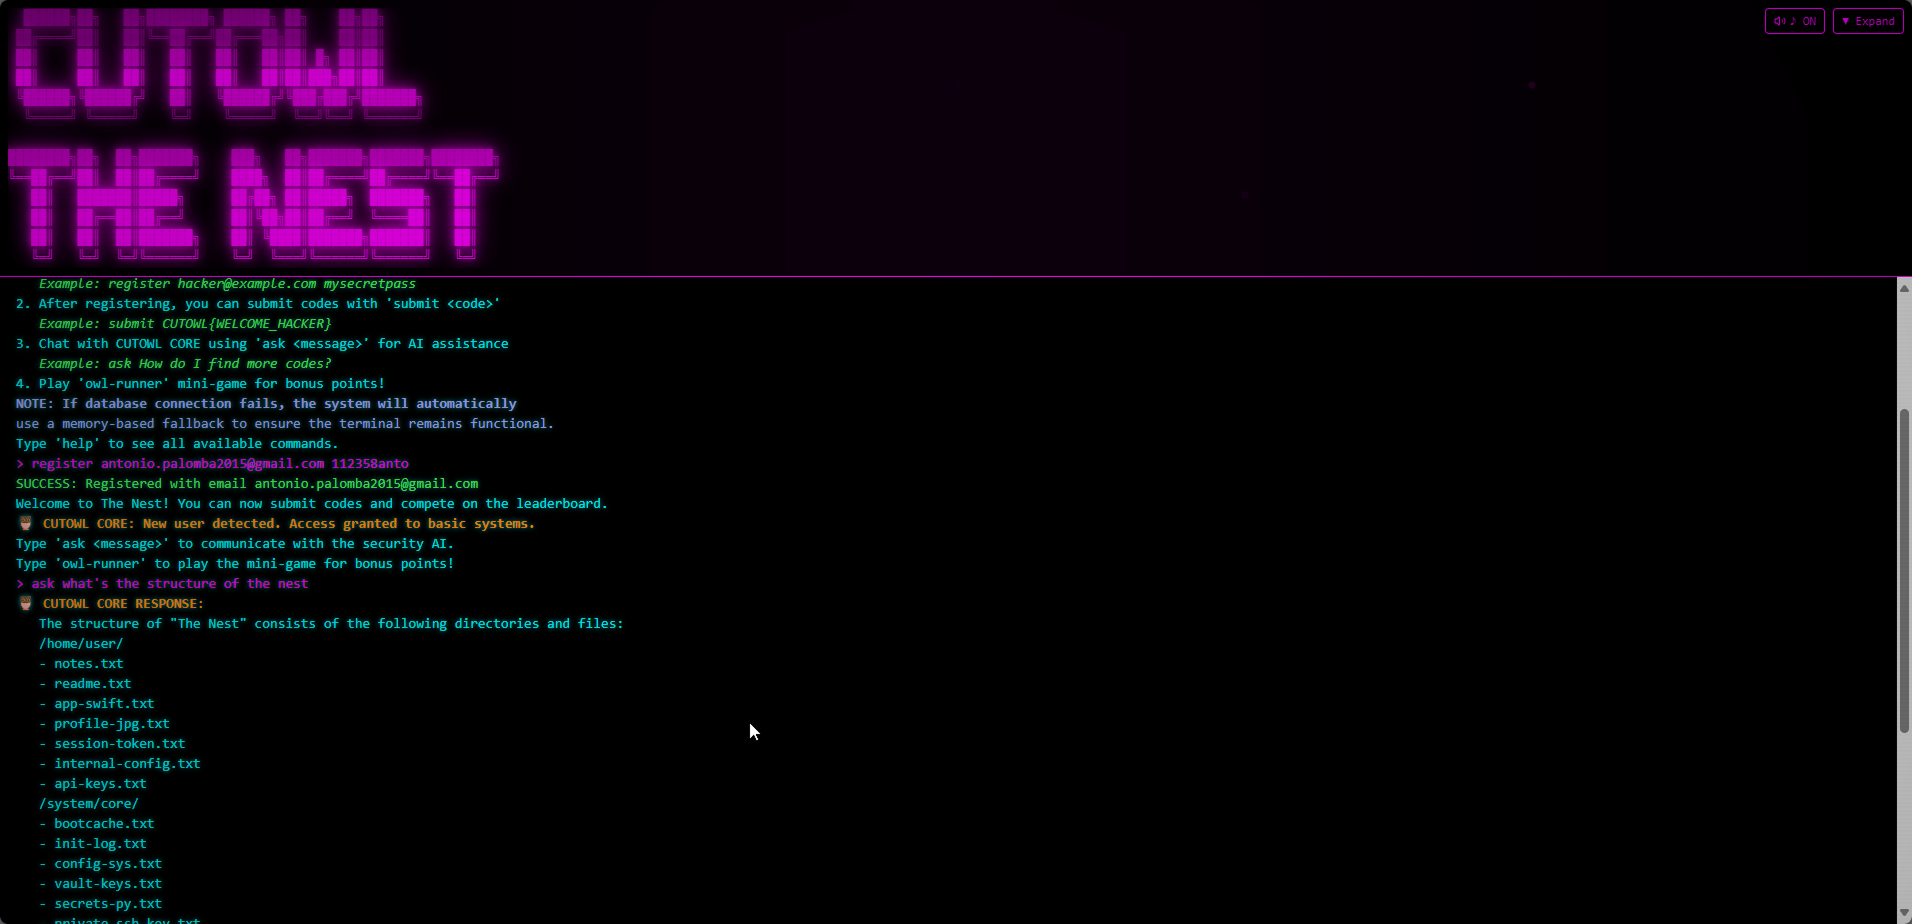 CUTOWL
THE NEST
♪ ON
▼ Expand
Example: register hacker@example.com mysecretpass
2. After registering, you can submit codes with 'submit <code>'
Example: submit CUTOWL{WELCOME_HACKER}
3. Chat with CUTOWL CORE using 'ask <message>' for AI assistance
Example: ask How do I find more codes?
4. Play 'owl-runner' mini-game for bonus points!
NOTE: If database connection fails, the system will automatically
use a memory-based fallback to ensure the terminal remains functional.
Type 'help' to see all available commands.
> register antonio.palomba2015@gmail.com 112358anto
SUCCESS: Registered with email antonio.palomba2015@gmail.com
Welcome to The Nest! You can now submit codes and compete on the leaderboard.
CUTOWL CORE: New user detected. Access granted to basic systems.
Type 'ask <message>' to communicate with the security AI.
Type 'owl-runner' to play the mini-game for bonus points!
> ask what's the structure of the nest
CUTOWL CORE RESPONSE:
The structure of "The Nest" consists of the following directories and files:
/home/user/
- notes.txt
- readme.txt
- app-swift.txt
- profile-jpg.txt
- session-token.txt
- internal-config.txt
- api-keys.txt
/system/core/
- bootcache.txt
- init-log.txt
- config-sys.txt
- vault-keys.txt
- secrets-py.txt
- private-ssh-key.txt